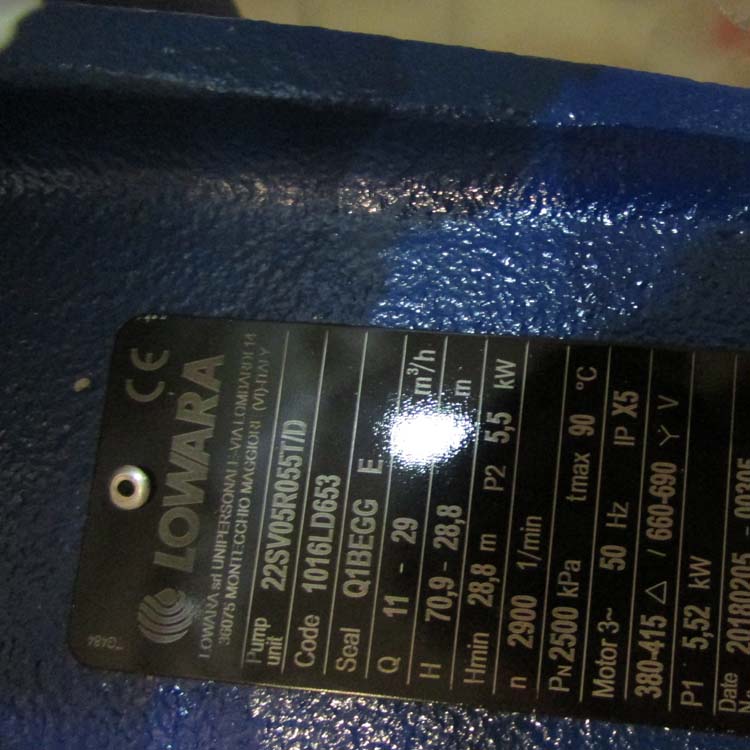 CE
LOWARA
LOWARA srl UNIPERSONALE-VIA LOMBARDI 14
36075 MONTECCHIO MAGGIORE (VI)-ITALY
Pump unit 22SV05R055T/D
Code 1016LD653
Seal Q1BEGG E
Q 11 - 29 m³/h
H 70,9 - 28,8 m
Hmin 28,8 m P2 5,5 kW
n 2900 1/min
PN 2500 kPa tmax 90 °C
Motor 3~ 50 Hz IP X5
380-415 △ / 660-690 Y V
P1 5,52 kW
Date 20180205